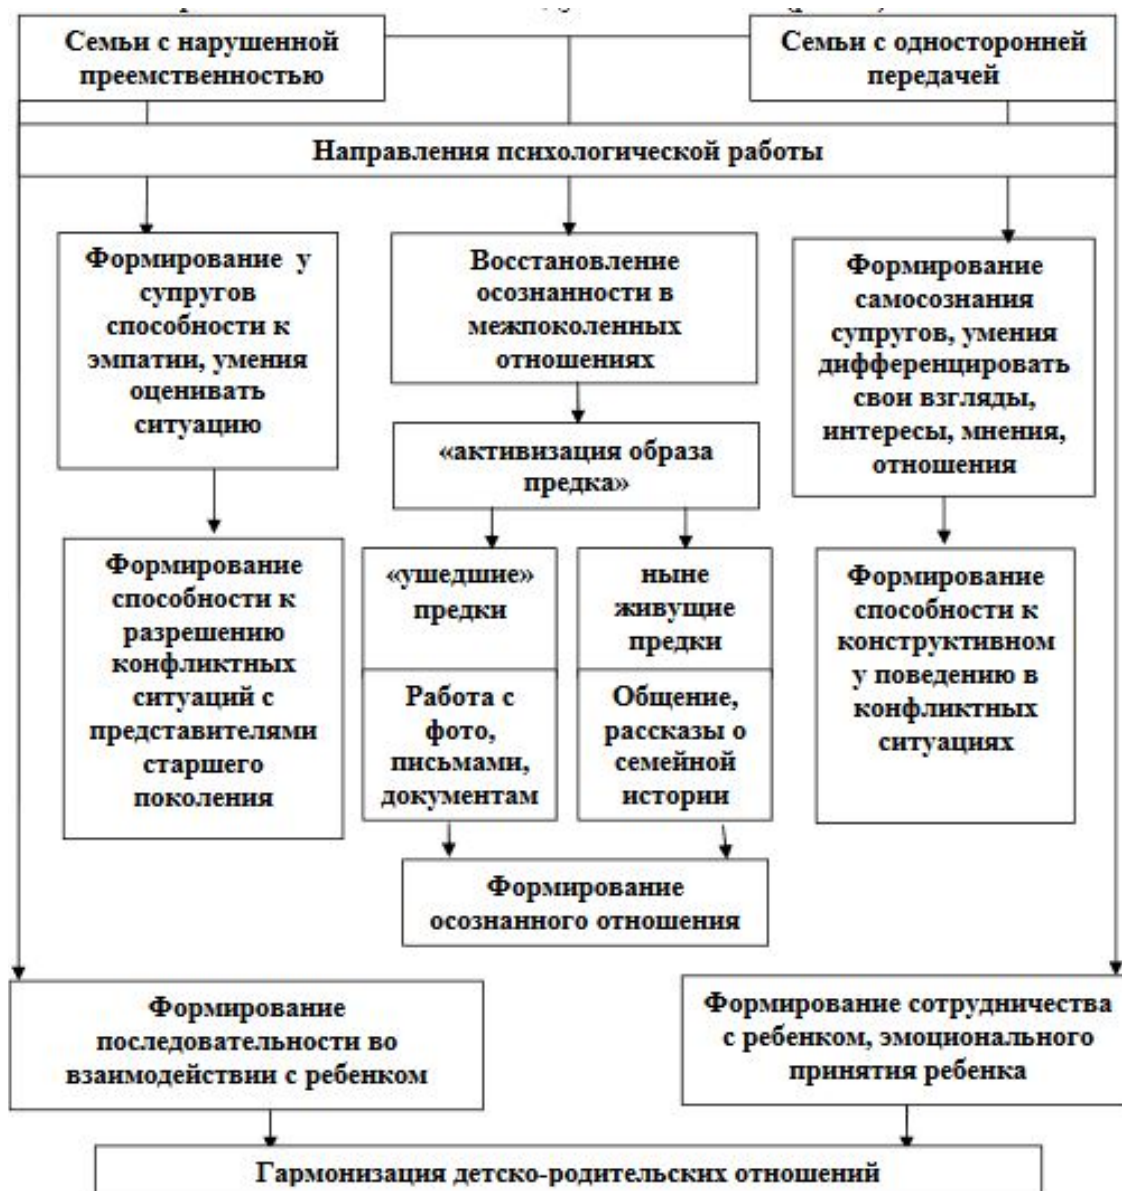 Семьи с нарушенной
преемственностью
Семьи с односторонней
передачей
Направления психологической работы
Формирование у
супругов
способности к
эмпатии, умения
оценивать
ситуацию
Восстановление
осознанности в
межпоколенных
отношениях
Формирование
самосознания
супругов, умения
дифференцировать
свои взгляды,
интересы, мнения,
отношения
«активизация образа
предка»
Формирование
способности к
разрешению
конфликтных
ситуаций с
представителями
старшего
поколения
«ушедшие»
предки
ныне
живущие
предки
Формирование
способности к
конструктивном
у поведению в
конфликтных
ситуациях
Работа с
фото,
письмами,
документам
Общение,
рассказы о
семейной
истории
Формирование
осознанного отношения
Формирование
последовательности во
взаимодействии с ребенком
Формирование сотрудничества
с ребенком, эмоционального
принятия ребенка
Гармонизация детско-родительских отношений